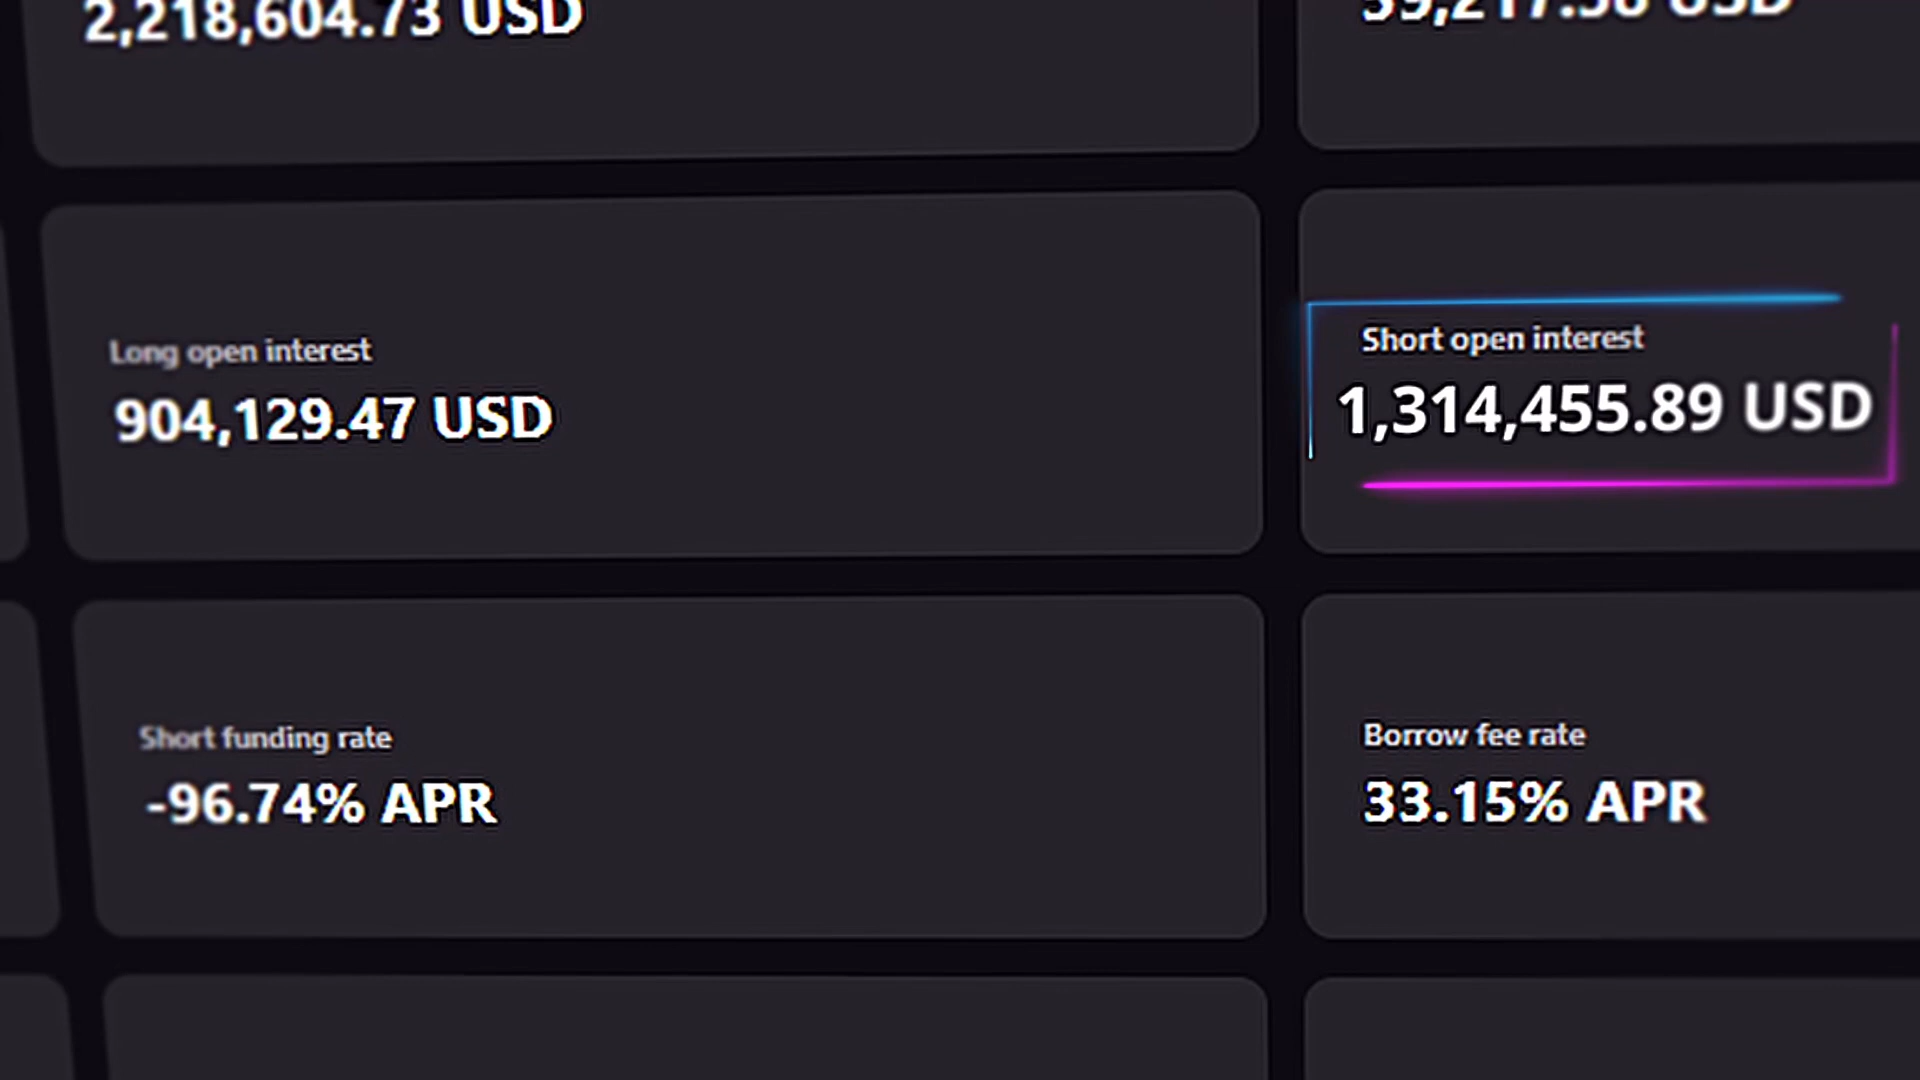 2,218,604.73 USD
Long open interest
904,129.47 USD
Short open interest
1,314,455.89 USD
Short funding rate
-96.74% APR
Borrow fee rate
33.15% APR